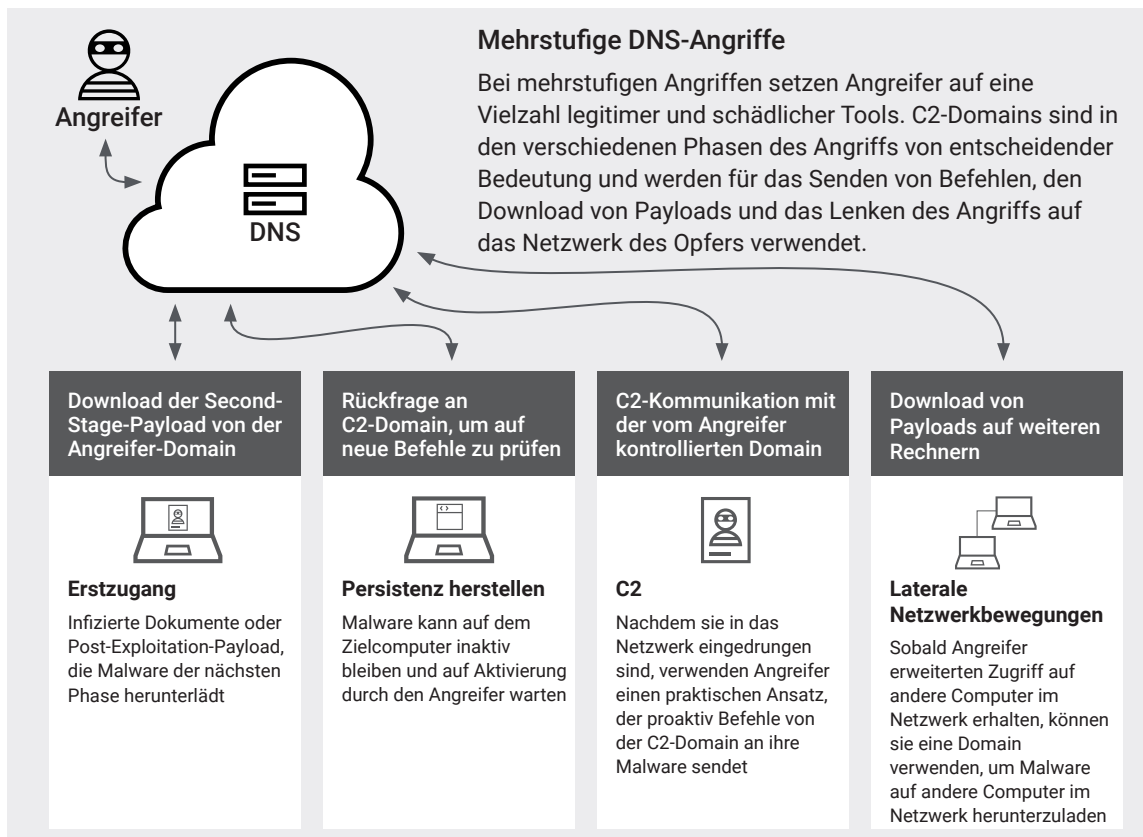 Angreifer
DNS
Mehrstufige DNS-Angriffe
Bei mehrstufigen Angriffen setzen Angreifer auf eine
Vielzahl legitimer und schädlicher Tools. C2-Domains sind in
den verschiedenen Phasen des Angriffs von entscheidender
Bedeutung und werden für das Senden von Befehlen, den
Download von Payloads und das Lenken des Angriffs auf
das Netzwerk des Opfers verwendet.
Download der Second-
Stage-Payload von der
Angreifer-Domain
Erstzugang
Infizierte Dokumente oder
Post-Exploitation-Payload,
die Malware der nächsten
Phase herunterlädt
Rückfrage an
C2-Domain, um auf
neue Befehle zu prüfen
Persistenz herstellen
Malware kann auf dem
Zielcomputer inaktiv
bleiben und auf Aktivierung
durch den Angreifer warten
C2-Kommunikation mit
der vom Angreifer
kontrollierten Domain
C2
Nachdem sie in das
Netzwerk eingedrungen
sind, verwenden Angreifer
einen praktischen Ansatz,
der proaktiv Befehle von
der C2-Domain an ihre
Malware sendet
Download von
Payloads auf weiteren
Rechnern
Laterale
Netzwerkbewegungen
Sobald Angreifer
erweiterten Zugriff auf
andere Computer im
Netzwerk erhalten, können
sie eine Domain
verwenden, um Malware
auf andere Computer im
Netzwerk herunterzuladen